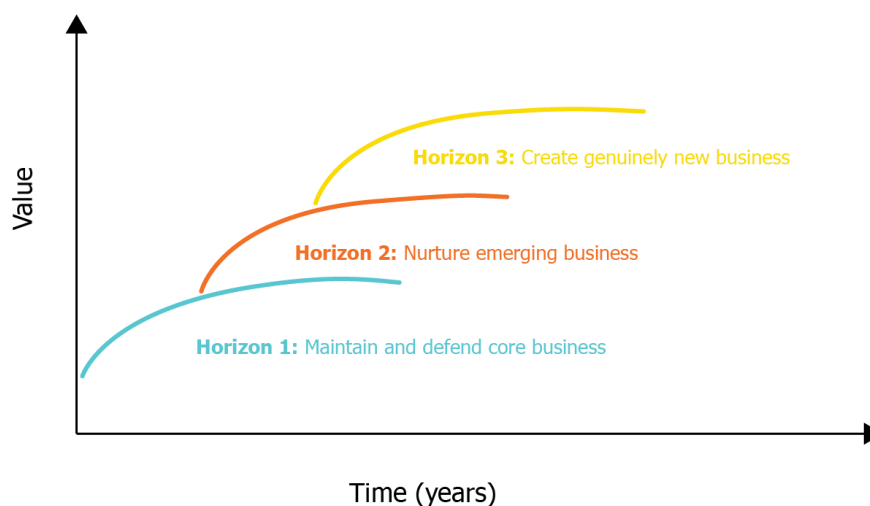 Value
Horizon 3: Create genuinely new business
Horizon 2: Nurture emerging business
Horizon 1: Maintain and defend core business
Time (years)